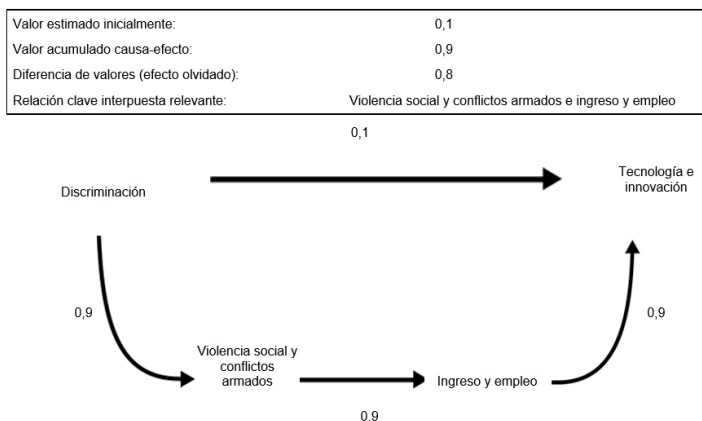 Valor estimado inicialmente: 0,1
Valor acumulado causa-efecto: 0,9
Diferencia de valores (efecto olvidado): 0,8
Relación clave interpuesta relevante: Violencia social y conflictos armados e ingreso y empleo
0,1
Discriminación
Tecnología e
innovación
0,9
0,9
Violencia social y
conflictos
armados
Ingreso y empleo
0.9